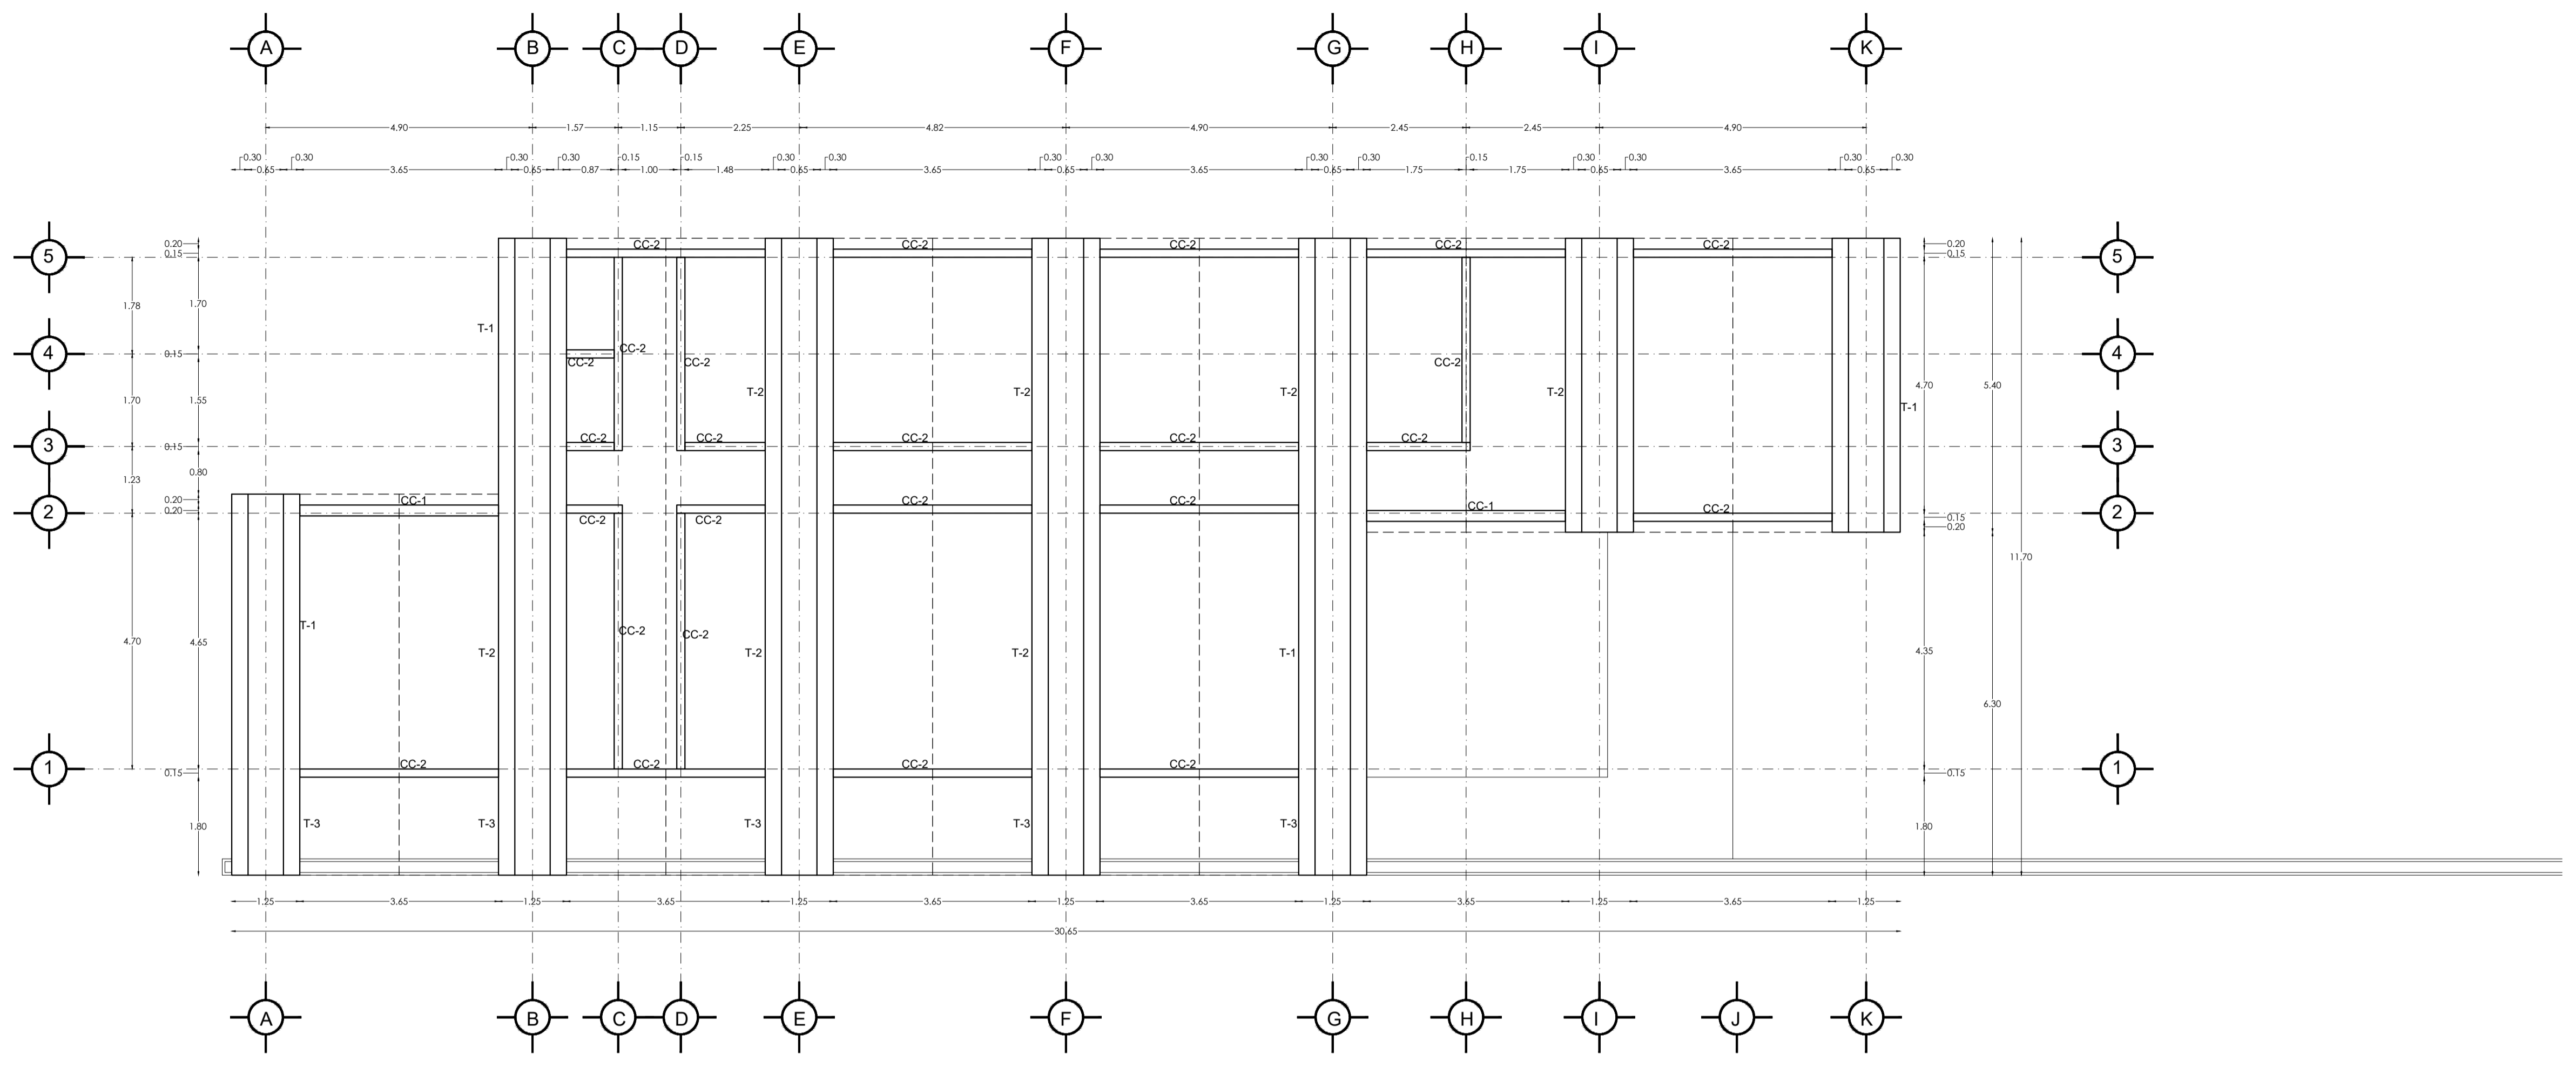 A B C D E F G H I K
4.90 1.57 1.15 2.25 4.82 4.90 2.45 2.45 4.90
0.30 0.30 0.30 0.30 0.15 0.15 0.30 0.30 0.30 0.30 0.30 0.30 0.15 0.30 0.30 0.30 0.30
0.65 3.65 0.65 0.87 1.00 1.48 0.65 3.65 0.65 3.65 0.65 1.75 1.75 0.65 3.65 0.65
0.20 CC-2 CC-2 CC-2 CC-2 CC-2 0.20
5 0.15 0.15 5
1.78 1.70
T-1
4 0.15 CC-2 4
CC-2 CC-2 CC-2
1.70 1.55 T-2 T-2 T-2 T-2 4.70 5.40
T-1
3 0.15 CC-2 CC-2 CC-2 CC-2 CC-2 3
1.23 0.80
0.20 CC-1 CC-2 CC-2 CC-1 CC-2
2 0.20 CC-2 CC-2 0.15 2
0.20
11.70
T-1 CC-2 CC-2
4.70 4.65 T-2 T-2 T-2 T-1 4.35
6.30
1 0.15 CC-2 CC-2 CC-2 CC-2 0.15 1
1.80 T-3 T-3 T-3 T-3 T-3 1.80
1.25 3.65 1.25 3.65 1.25 3.65 1.25 3.65 1.25 3.65 1.25 3.65 1.25
30.65
A B C D E F G H I J K